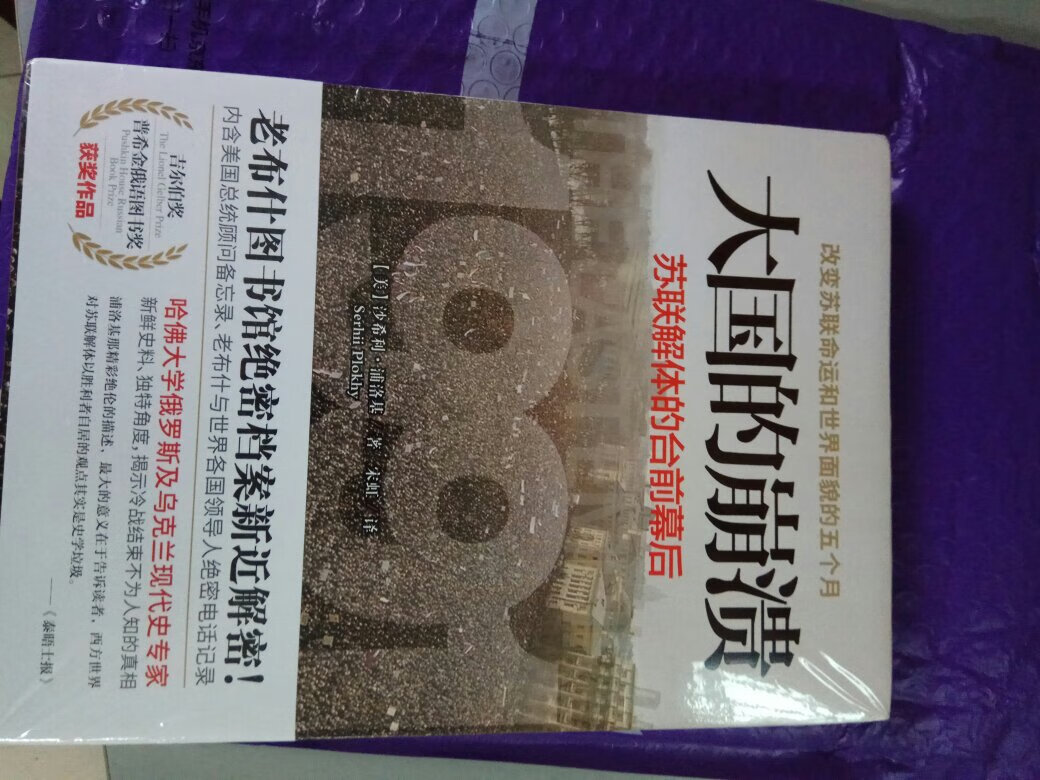 改变苏联命运和世界面貌的五个月
大国的崩溃
苏联解体的台前幕后
【美】沙希利·浦洛基 著 宋虹 译
Serhii Plokhy
老布什图书馆绝密档案新近解密!
内含美国总统顾问备忘录、老布什与世界各国领导人绝密电话记录
吉尔伯奖
The Lionel Gelber Prize
普希金俄语图书奖
Pushkin House Russian
Book Prize
获奖作品
哈佛大学俄罗斯及乌克兰现代史专家
新鲜史料、独特角度,揭示冷战结束不为人知的真相
浦洛基那精彩绝伦的描述,最大的意义在于告诉读者,西方世界
对苏联解体以胜利者自居的观点其实是史学垃圾。
——《泰晤士报》